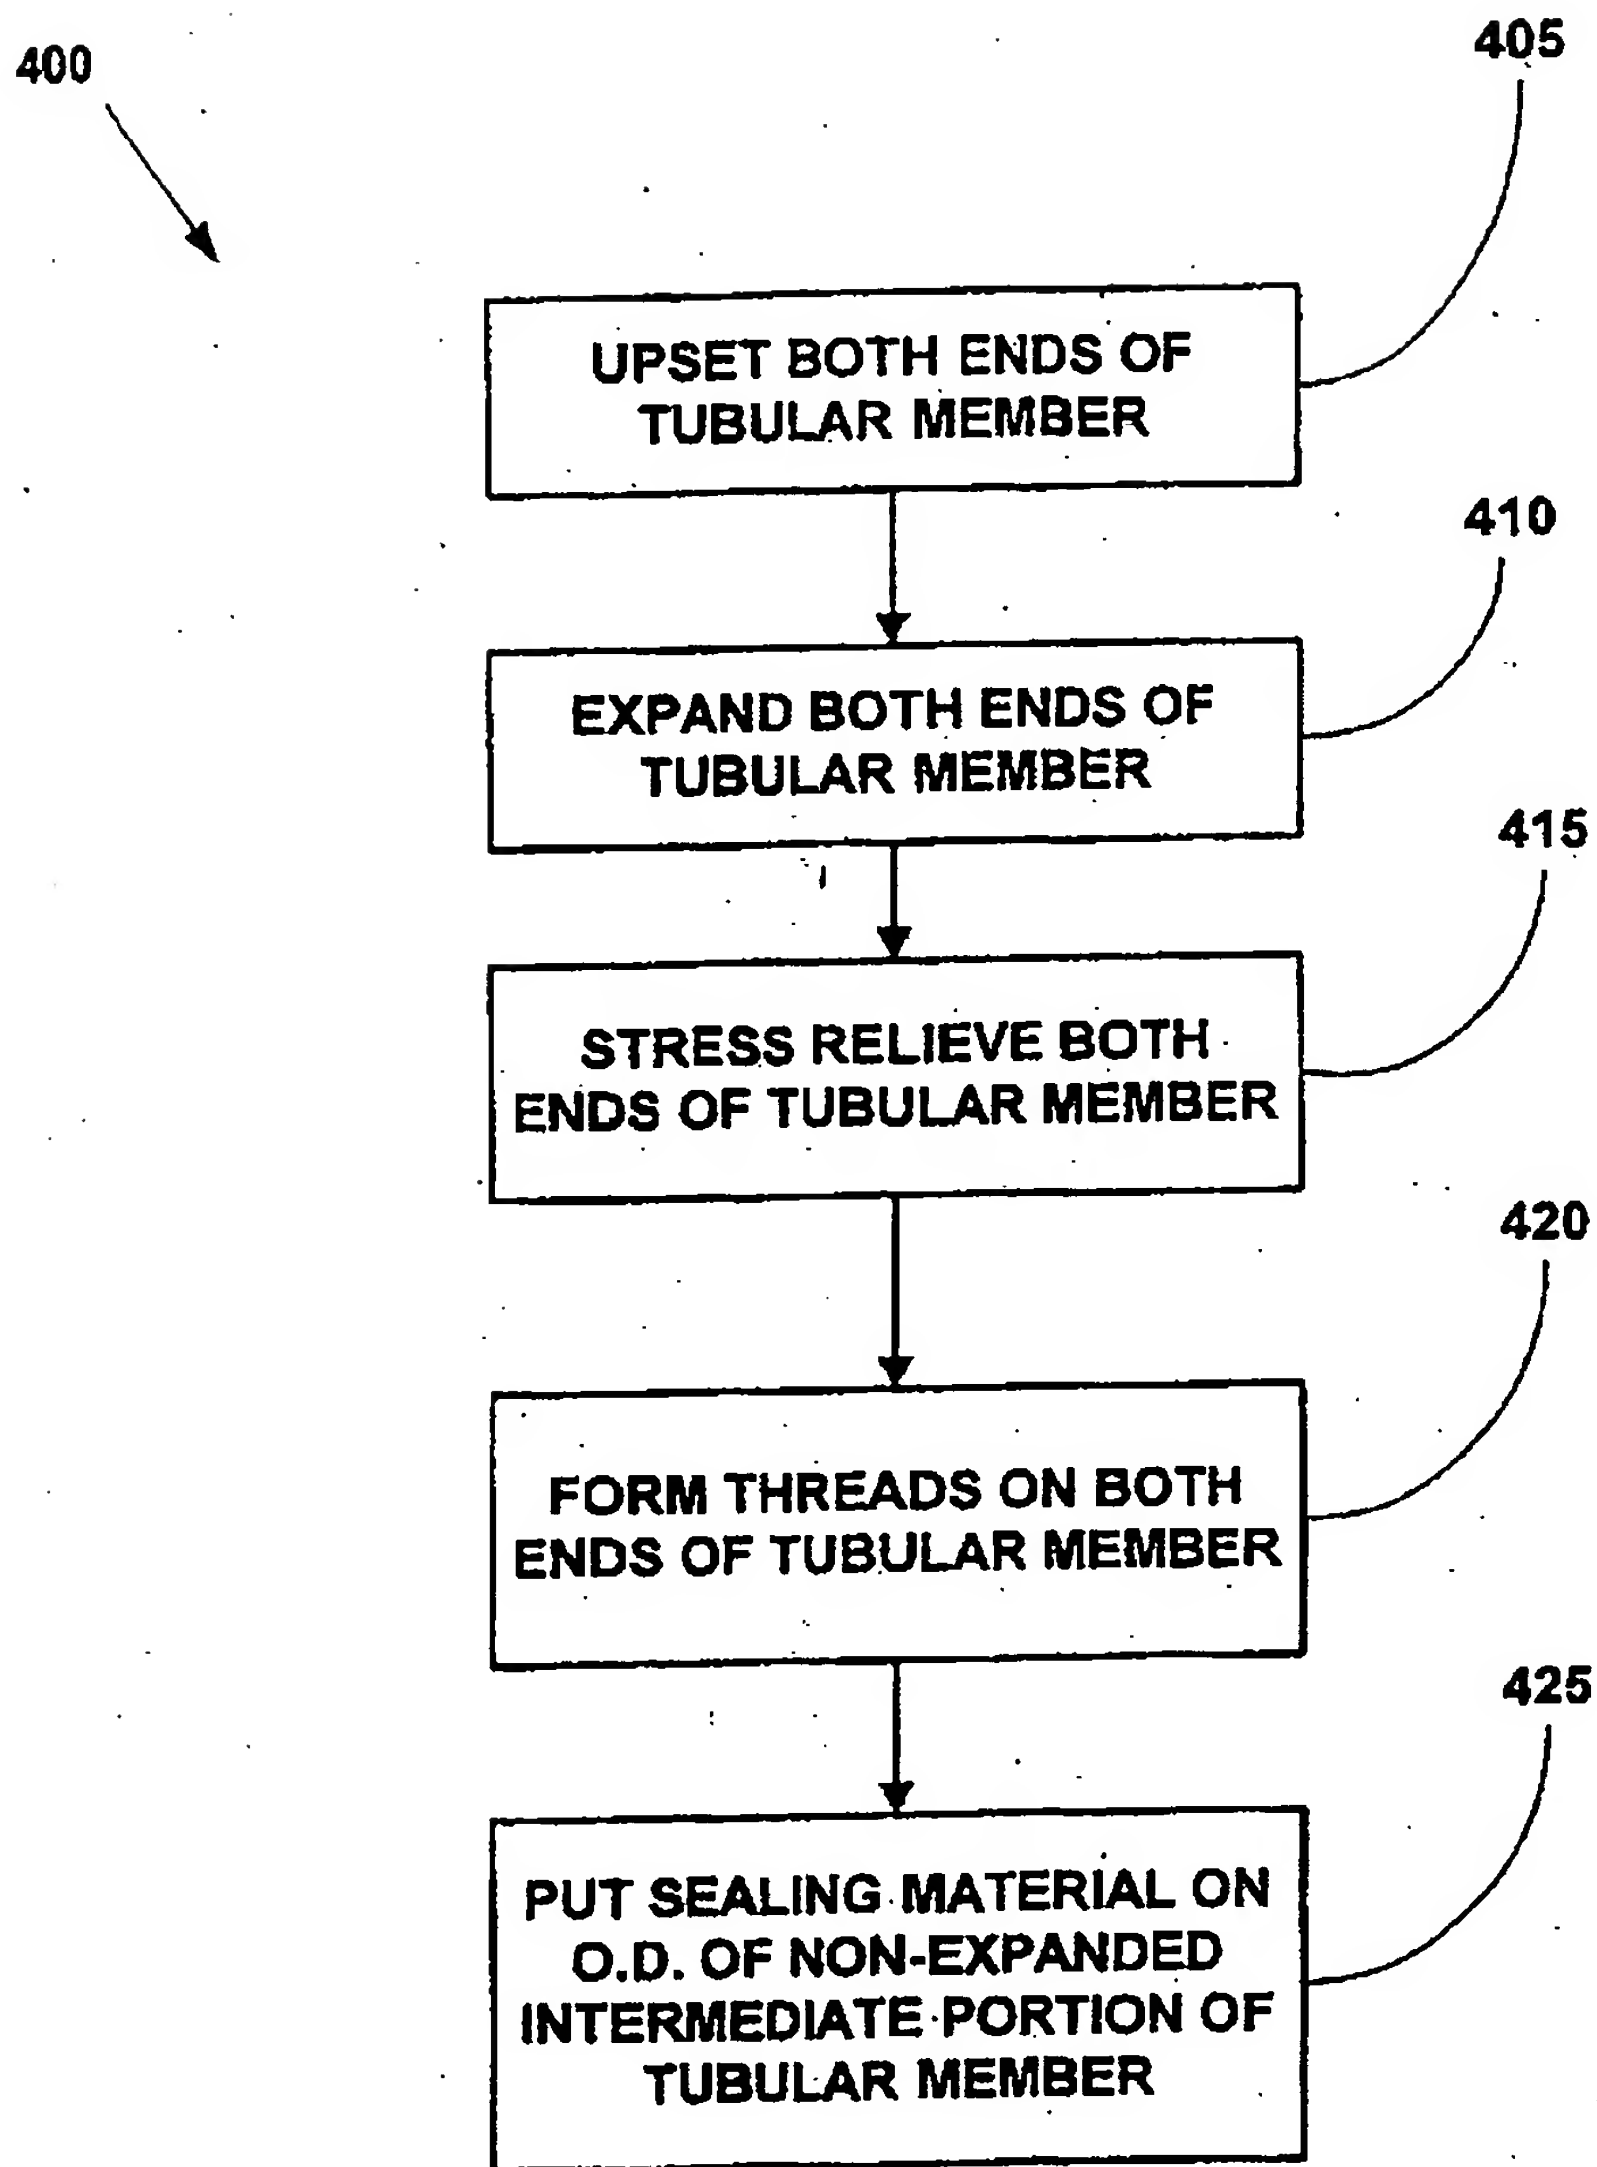 400
405
UPSET BOTH ENDS OF
TUBULAR MEMBER
410
EXPAND BOTH ENDS OF
TUBULAR MEMBER
415
STRESS RELIEVE BOTH
ENDS OF TUBULAR MEMBER
420
FORM THREADS ON BOTH
ENDS OF TUBULAR MEMBER
425
PUT SEALING MATERIAL ON
O.D. OF NON-EXPANDED
INTERMEDIATE PORTION OF
TUBULAR MEMBER